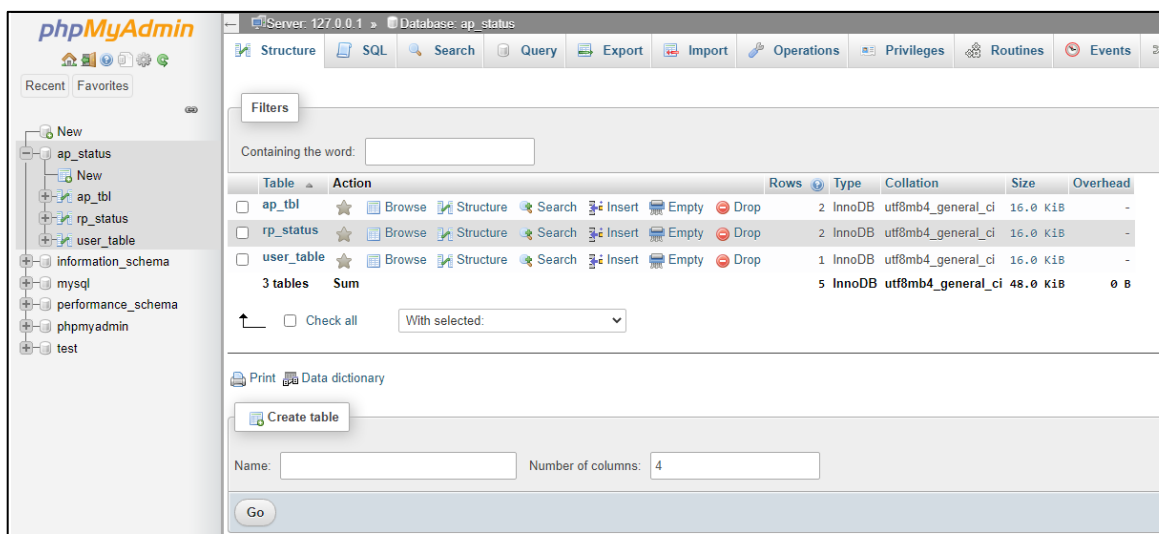 phpMyAdmin
Recent Favorites
New
ap_status
New
ap_tbl
rp_status
user_table
information_schema
mysql
performance_schema
phpmyadmin
test
Server: 127.0.0.1 » Database: ap_status
Structure SQL Search Query Export Import Operations Privileges Routines Events
Filters
Containing the word:
Table Action Rows Type Collation Size Overhead
ap_tbl Browse Structure Search Insert Empty Drop 2 InnoDB utf8mb4_general_ci 16.0 KiB -
rp_status Browse Structure Search Insert Empty Drop 2 InnoDB utf8mb4_general_ci 16.0 KiB -
user_table Browse Structure Search Insert Empty Drop 1 InnoDB utf8mb4_general_ci 16.0 KiB -
3 tables Sum 5 InnoDB utf8mb4_general_ci 48.0 KiB 0 B
Check all With selected:
Print Data dictionary
Create table
Name: Number of columns: 4
Go